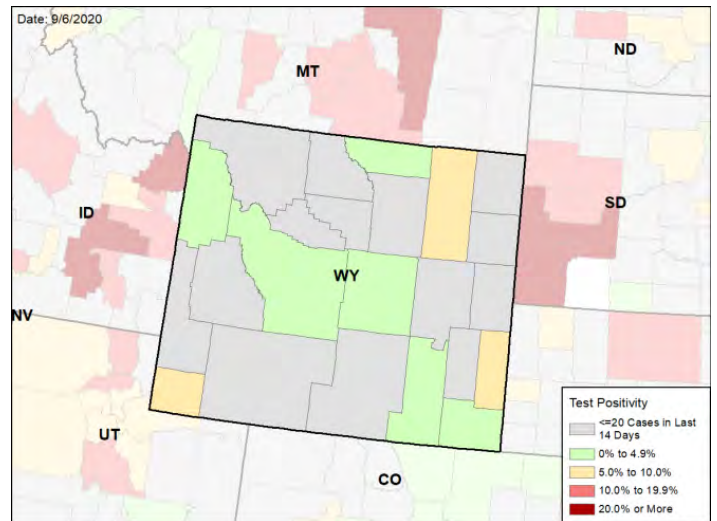 Date: 9/6/2020
ND
MT
SD
ID
WY
NV
UT
CO
Test Positivity
<=20 Cases in Last
14 Days
0% to 4.9%
5.0% to 10.0%
10.0% to 19.9%
20.0% or More